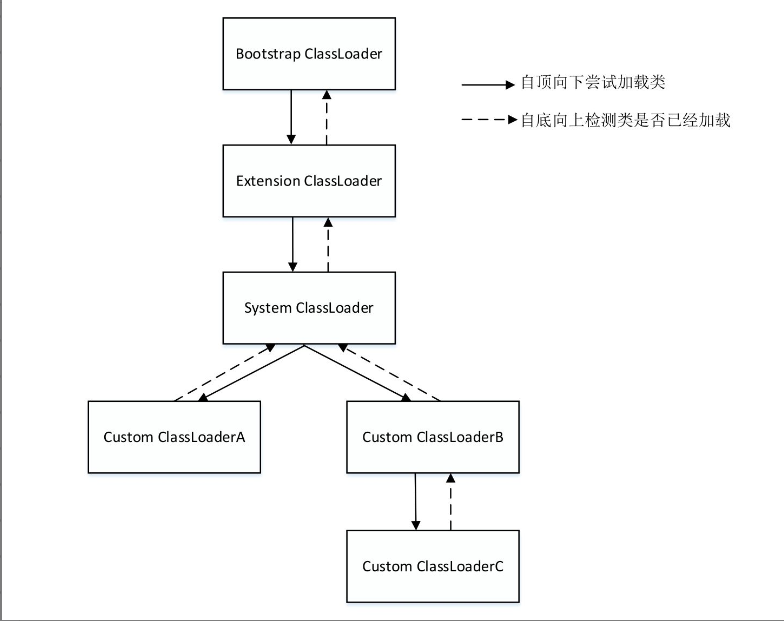 Bootstrap ClassLoader
自顶向下尝试加载类
自底向上检测类是否已经加载
Extension ClassLoader
System ClassLoader
Custom ClassLoaderA
Custom ClassLoaderB
Custom ClassLoaderC